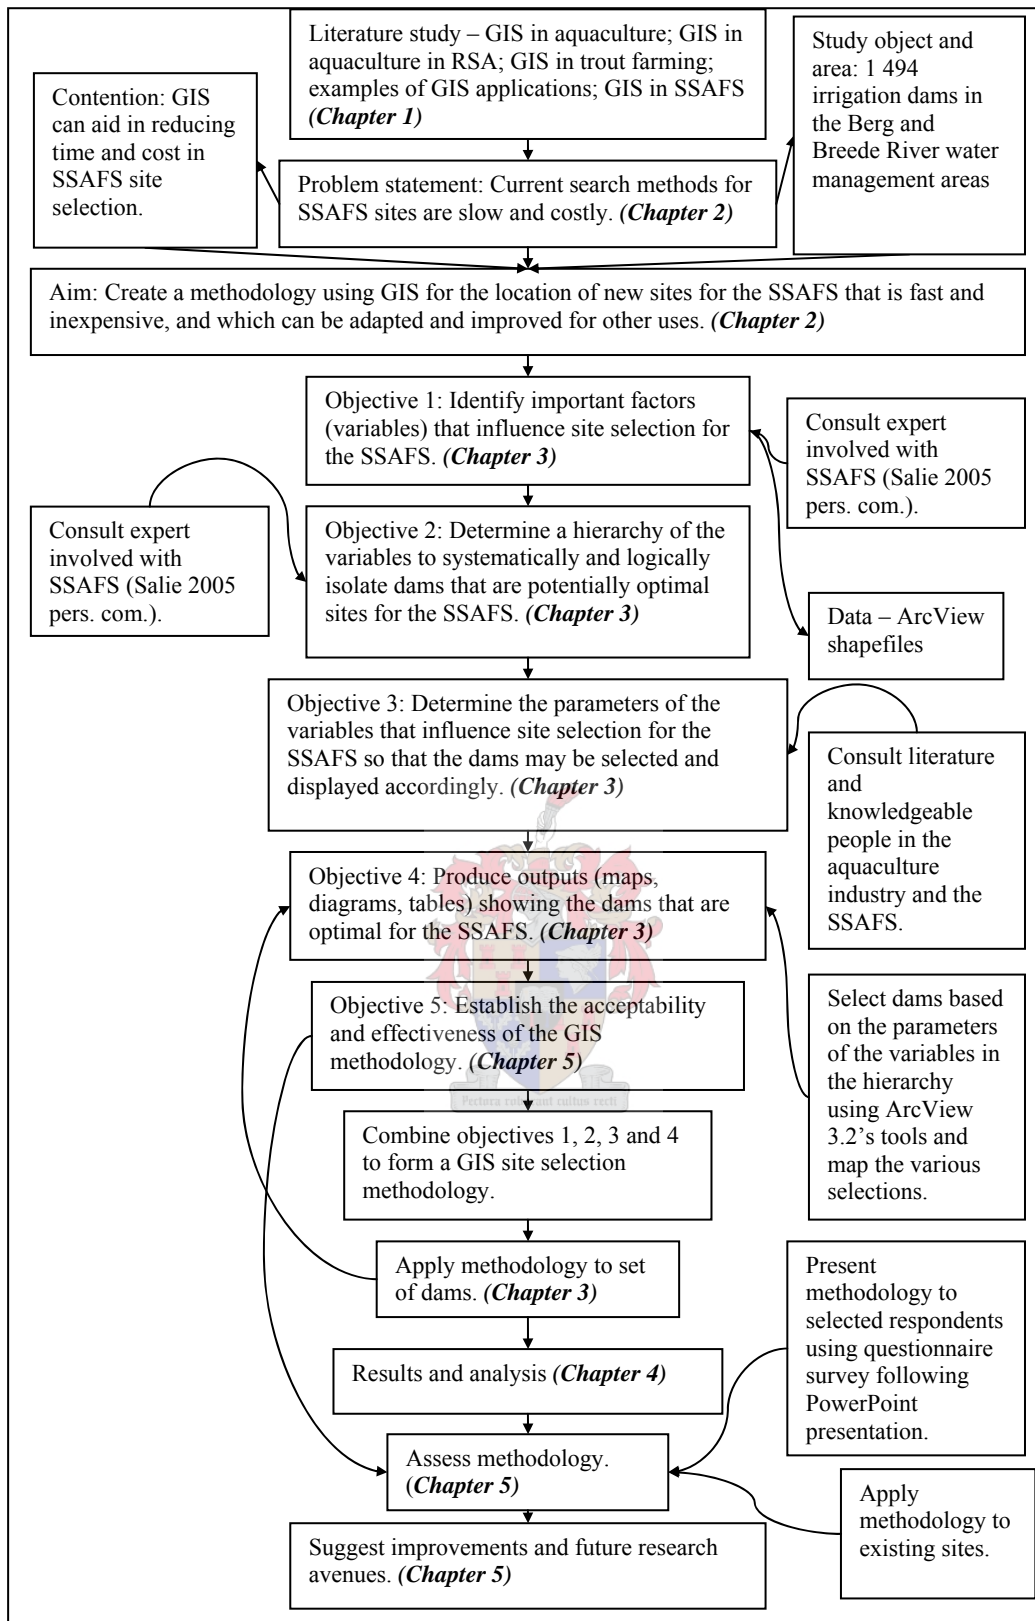 Literature study – GIS in aquaculture; GIS in
aquaculture in RSA; GIS in trout farming;
examples of GIS applications; GIS in SSAFS
(Chapter 1)
Study object and
area: 1 494
irrigation dams in
the Berg and
Breede River water
management areas
Contention: GIS
can aid in reducing
time and cost in
SSAFS site
selection.
Problem statement: Current search methods for
SSAFS sites are slow and costly. (Chapter 2)
Aim: Create a methodology using GIS for the location of new sites for the SSAFS that is fast and
inexpensive, and which can be adapted and improved for other uses. (Chapter 2)
Objective 1: Identify important factors
(variables) that influence site selection for
the SSAFS. (Chapter 3)
Consult expert
involved with
SSAFS (Salie 2005
pers. com.).
Consult expert
involved with
SSAFS (Salie 2005
pers. com.).
Objective 2: Determine a hierarchy of the
variables to systematically and logically
isolate dams that are potentially optimal
sites for the SSAFS. (Chapter 3)
Data – ArcView
shapefiles
Objective 3: Determine the parameters of the
variables that influence site selection for the
SSAFS so that the dams may be selected and
displayed accordingly. (Chapter 3)
Consult literature
and
knowledgeable
people in the
aquaculture
industry and the
SSAFS.
Objective 4: Produce outputs (maps,
diagrams, tables) showing the dams that are
optimal for the SSAFS. (Chapter 3)
Objective 5: Establish the acceptability
and effectiveness of the GIS
methodology. (Chapter 5)
Select dams based
on the parameters
of the variables in
the hierarchy
using ArcView
3.2's tools and
map the various
selections.
Pectora roborant cultus recti
Combine objectives 1, 2, 3 and 4
to form a GIS site selection
methodology.
Apply methodology to set
of dams. (Chapter 3)
Present
methodology to
selected respondents
using questionnaire
survey following
PowerPoint
presentation.
Results and analysis (Chapter 4)
Assess methodology.
(Chapter 5)
Apply
methodology to
existing sites.
Suggest improvements and future research
avenues. (Chapter 5)